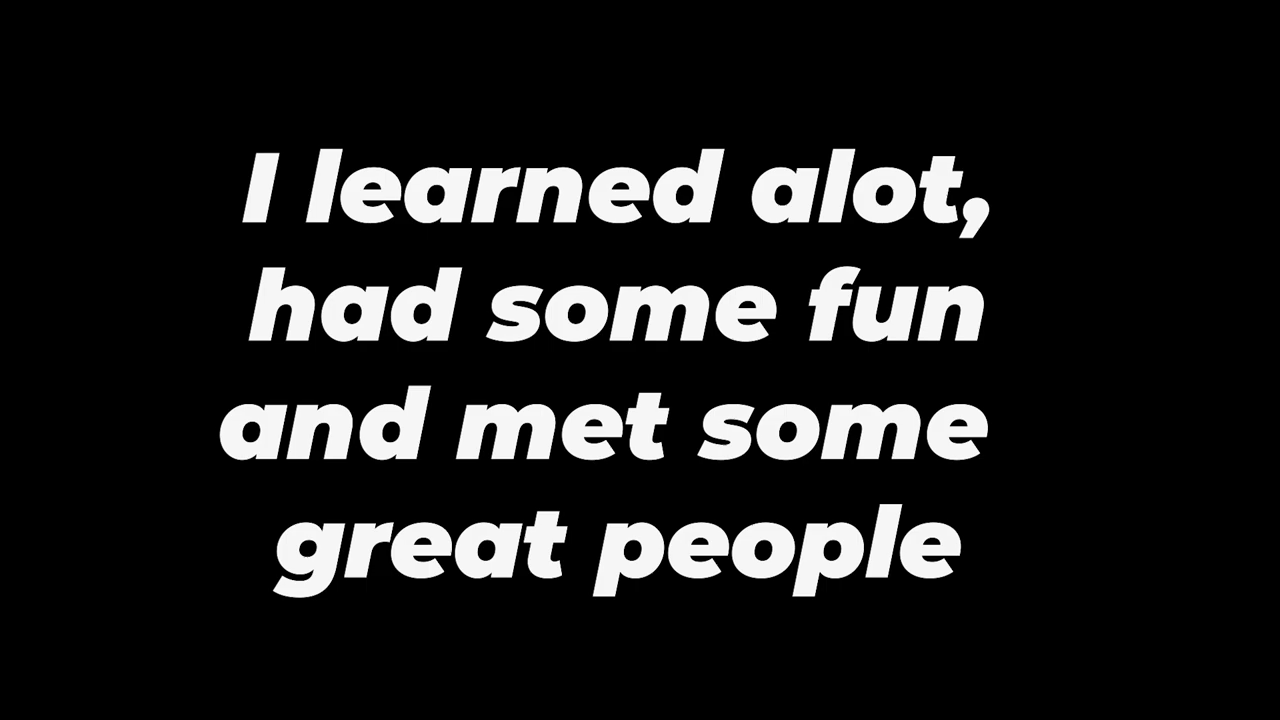 I learned alot,
had some fun
and met some
great people